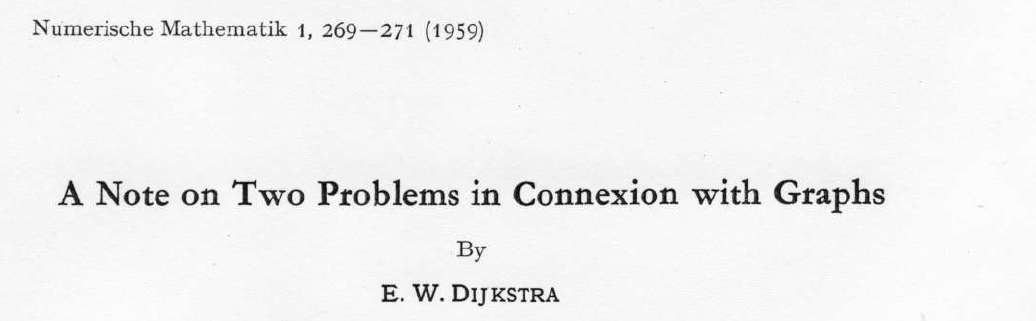 Numerische Mathematik 1, 269—271 (1959)
A Note on Two Problems in Connexion with Graphs
By
E. W. DIJKSTRA